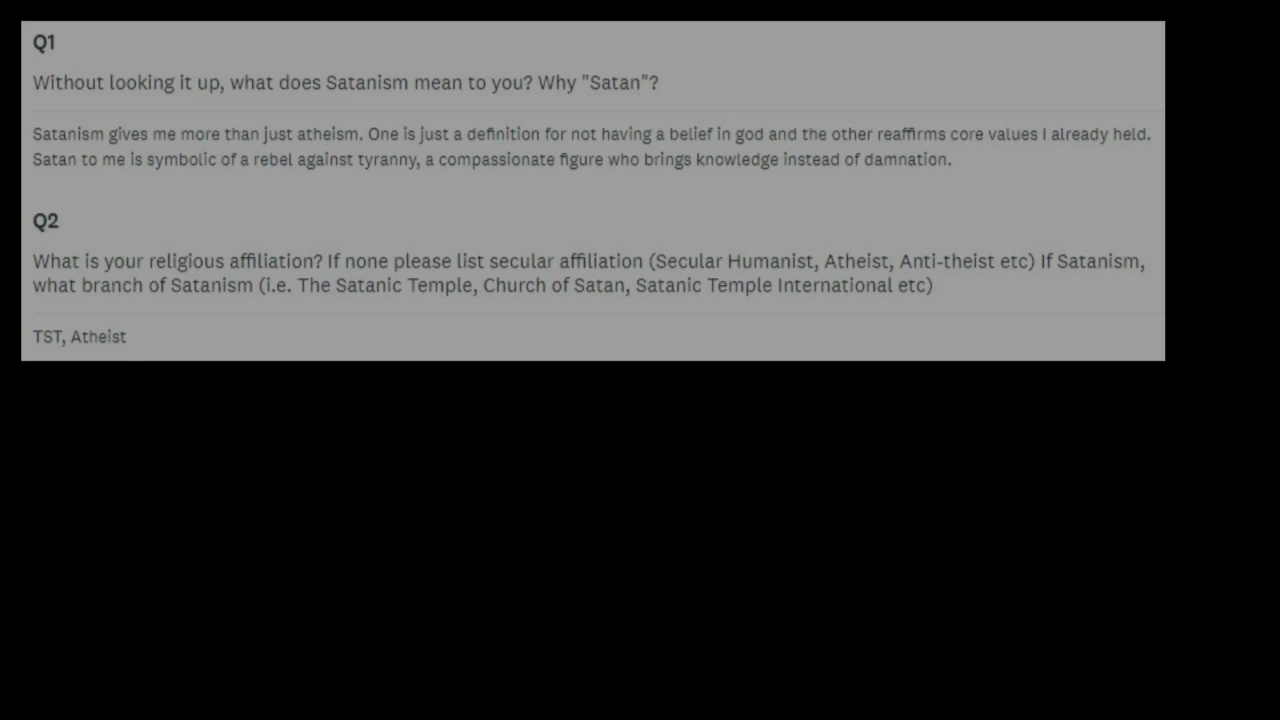 Q1
Without looking it up, what does Satanism mean to you? Why "Satan"?
Satanism gives me more than just atheism. One is just a definition for not having a belief in god and the other reaffirms core values I already held.
Satan to me is symbolic of a rebel against tyranny, a compassionate figure who brings knowledge instead of damnation.
Q2
What is your religious affiliation? If none please list secular affiliation (Secular Humanist, Atheist, Anti-theist etc) If Satanism,
what branch of Satanism (i.e. The Satanic Temple, Church of Satan, Satanic Temple International etc)
TST, Atheist